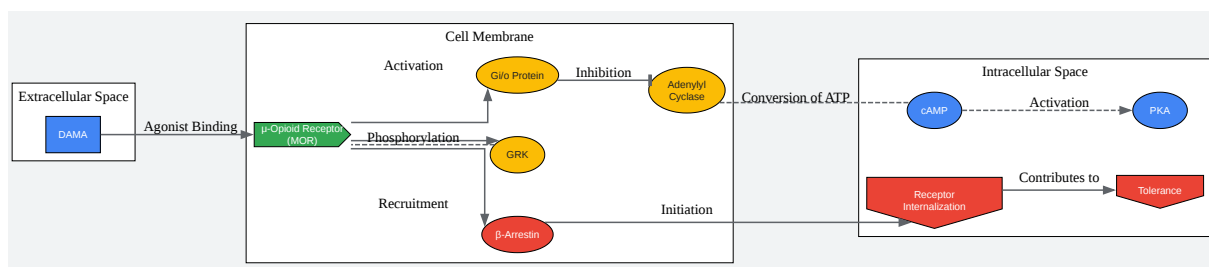 Cell Membrane
Extracellular Space
DAMA
Agonist Binding
μ-Opioid Receptor
(MOR)
Activation
Phosphorylation
Recruitment
Gi/o Protein
GRK
β-Arrestin
Inhibition
Adenylyl
Cyclase
Initiation
Conversion of ATP
Intracellular Space
cAMP
Activation
PKA
Receptor
Internalization
Contributes to
Tolerance